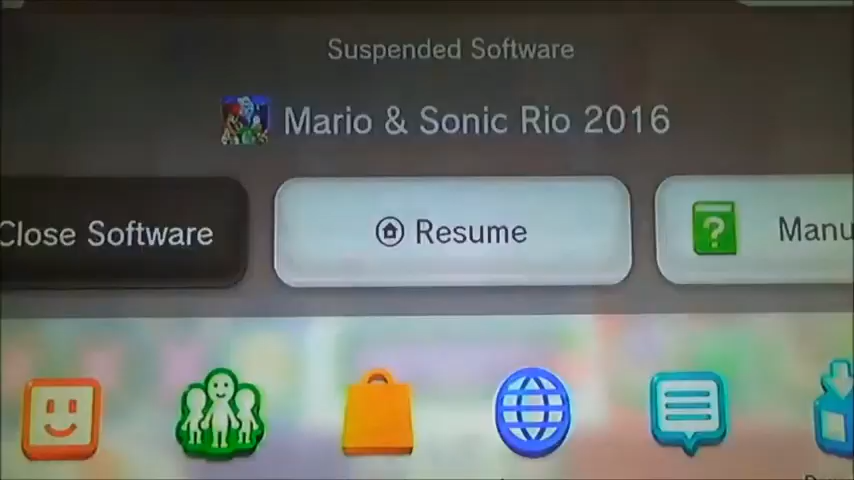 Suspended Software
Mario & Sonic Rio 2016
Close Software
Resume
?
Manu